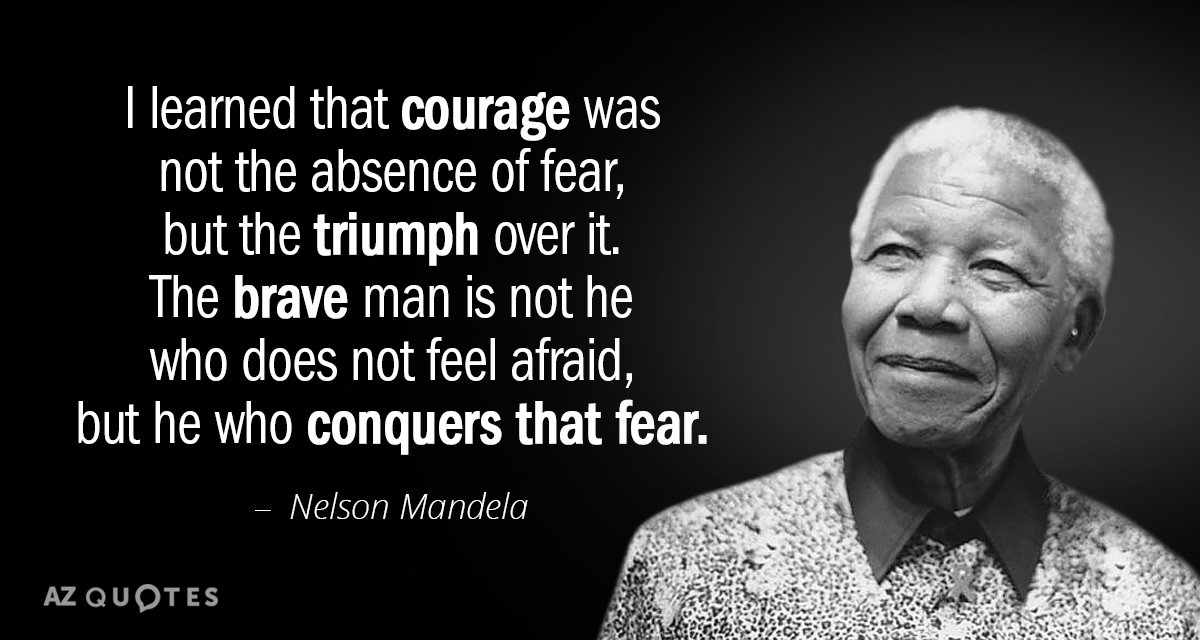 I learned that courage was
not the absence of fear,
but the triumph over it.
The brave man is not he
who does not feel afraid,
but he who conquers that fear.
– Nelson Mandela
AZ QUOTES